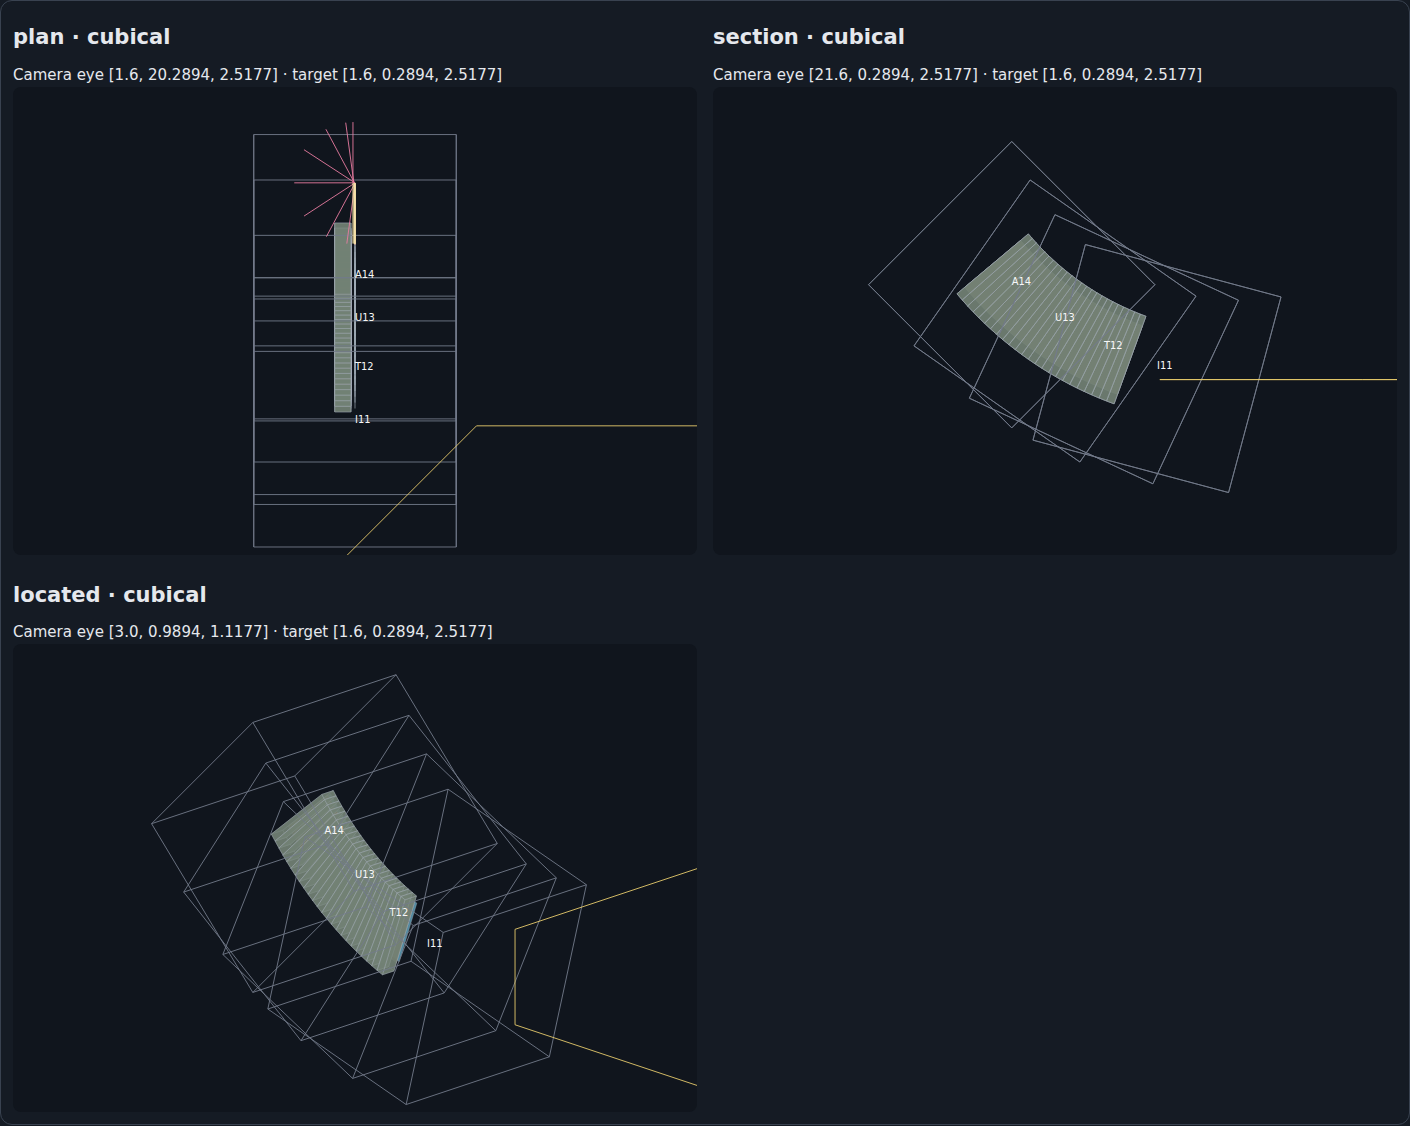 plan · cubical
Camera eye [1.6, 20.2894, 2.5177] · target [1.6, 0.2894, 2.5177]
A14
U13
T12
I11
section · cubical
Camera eye [21.6, 0.2894, 2.5177] · target [1.6, 0.2894, 2.5177]
A14
U13
T12
I11
located · cubical
Camera eye [3.0, 0.9894, 1.1177] · target [1.6, 0.2894, 2.5177]
A14
U13
T12
I11